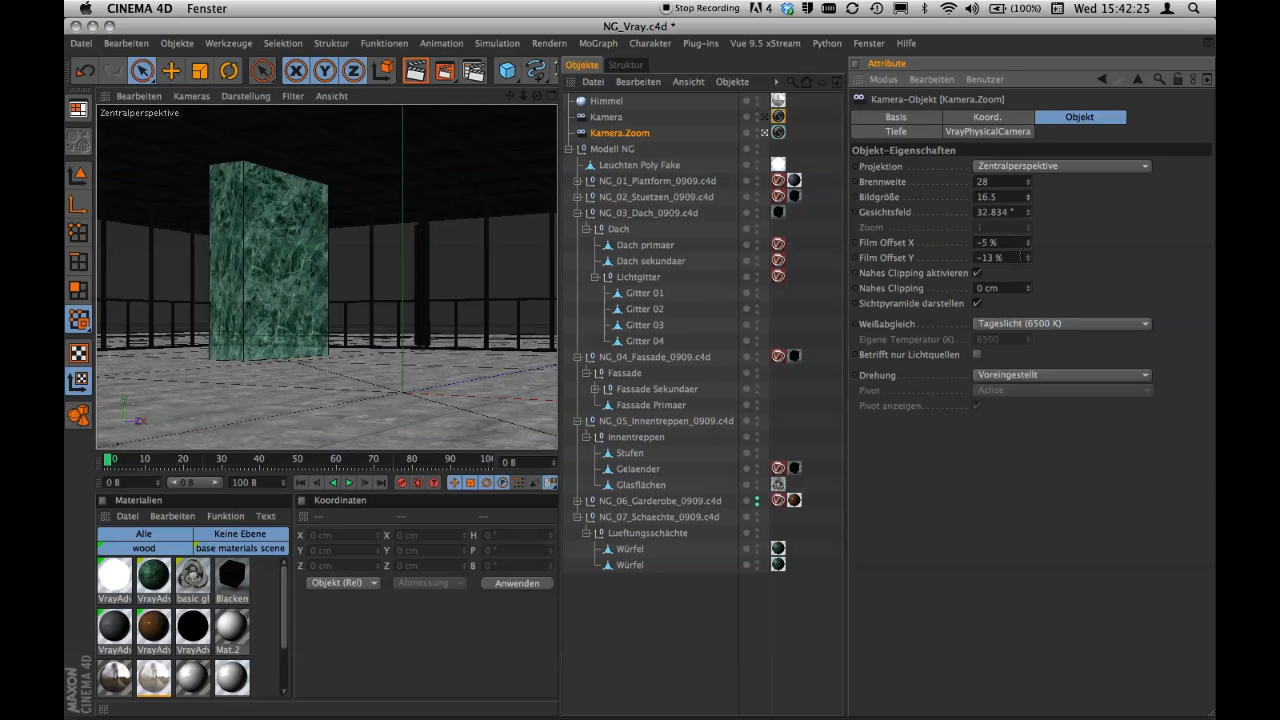 CINEMA 4D Fenster Stop Recording 4 (100%) Wed 15:42:25
NG_Vray.c4d *
Datei Bearbeiten Objekte Werkzeuge Selektion Struktur Funktionen Animation Simulation Rendern MoGraph Charakter Plug-ins Vue 9.5 xStream Python Fenster Hilfe
X Y Z
Bearbeiten Kameras Darstellung Filter Ansicht
Zentralperspektive
Y
ZX
0 10 20 30 40 50 60 70 80 90 10 0 B
0 B 0 B 100 B 100 B
Materialien
Datei Bearbeiten Funktion Text
Alle Keine Ebene
wood base materials scene
VrayAdv VrayAdv basic gl Blacken
VrayAdv VrayAdv VrayAdv Mat.2
Koordinaten
-- -- --
X 0 cm X 0 cm H 0 °
Y 0 cm Y 0 cm P 0 °
Z 0 cm Z 0 cm B 0 °
Objekt (Rel) Abmessung Anwenden
MAXON CINEMA 4D
Objekte Struktur
Datei Bearbeiten Ansicht Objekte
Himmel
Kamera
Kamera.Zoom
Modell NG
Leuchten Poly Fake
NG_01_Plattform_0909.c4d
NG_02_Stuetzen_0909.c4d
NG_03_Dach_0909.c4d
Dach
Dach primaer
Dach sekundaer
Lichtgitter
Gitter 01
Gitter 02
Gitter 03
Gitter 04
NG_04_Fassade_0909.c4d
Fassade
Fassade Sekundaer
Fassade Primaer
NG_05_Innentreppen_0909.c4d
Innentreppen
Stufen
Gelaender
Glasflächen
NG_06_Garderobe_0909.c4d
NG_07_Schaechte_0909.c4d
Lueftungsschächte
Würfel
Würfel
Attribute
Modus Bearbeiten Benutzer
Kamera-Objekt [Kamera.Zoom]
Basis Koord. Objekt
Tiefe VrayPhysicalCamera
Objekt-Eigenschaften
Projektion Zentralperspektive
Brennweite 28
Bildgröße 16.5
Gesichtsfeld 32.834 °
Zoom 1
Film Offset X -5 %
Film Offset Y -13 %
Nahes Clipping aktivieren
Nahes Clipping 0 cm
Sichtpyramide darstellen
Weißabgleich Tageslicht (6500 K)
Eigene Temperatur (K) 6500
Betrifft nur Lichtquellen
Drehung Voreingestellt
Pivot Achse
Pivot anzeigen